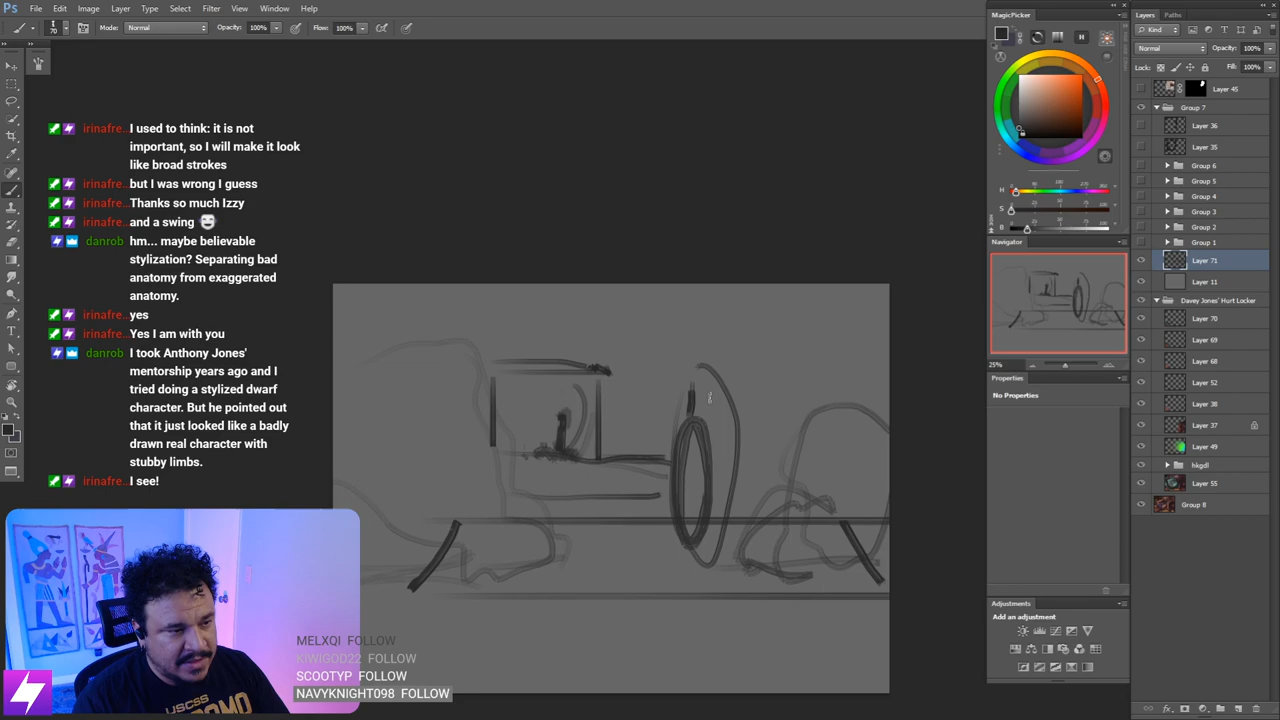 Ps File Edit Image Layer Type Select Filter View Window Help
70 Mode: Normal Opacity: 100% Flow: 100%
irinafre.. I used to think: it is not
important, so I will make it look
like broad strokes
irinafre.. but I was wrong I guess
irinafre.. Thanks so much Izzy
irinafre.. and a swing
danrob hm... maybe believable
stylization? Separating bad
anatomy from exaggerated
anatomy.
irinafre.. yes
irinafre.. Yes I am with you
danrob I took Anthony Jones'
mentorship years ago and I
tried doing a stylized dwarf
character. But he pointed out
that it just looked like a badly
drawn real character with
stubby limbs.
irinafre.. I see!
USCSS
MELXQI FOLLOW
KIWIGOD22 FOLLOW
SCOOTYP FOLLOW
NAVYKNIGHT098 FOLLOW
MagicPicker
H
H
S
B
Navigator
25%
Properties
No Properties
Adjustments
Add an adjustment
Layers Paths
Kind
Normal Opacity: 100%
Lock: Fill: 100%
Layer 45
Group 7
Layer 36
Layer 35
Group 6
Group 5
Group 4
Group 3
Group 2
Group 1
Layer 71
Layer 11
Davey Jones' Hurt Locker
Layer 70
Layer 69
Layer 68
Layer 52
Layer 38
Layer 37
Layer 49
hkgdl
Layer 55
Group 8
fx